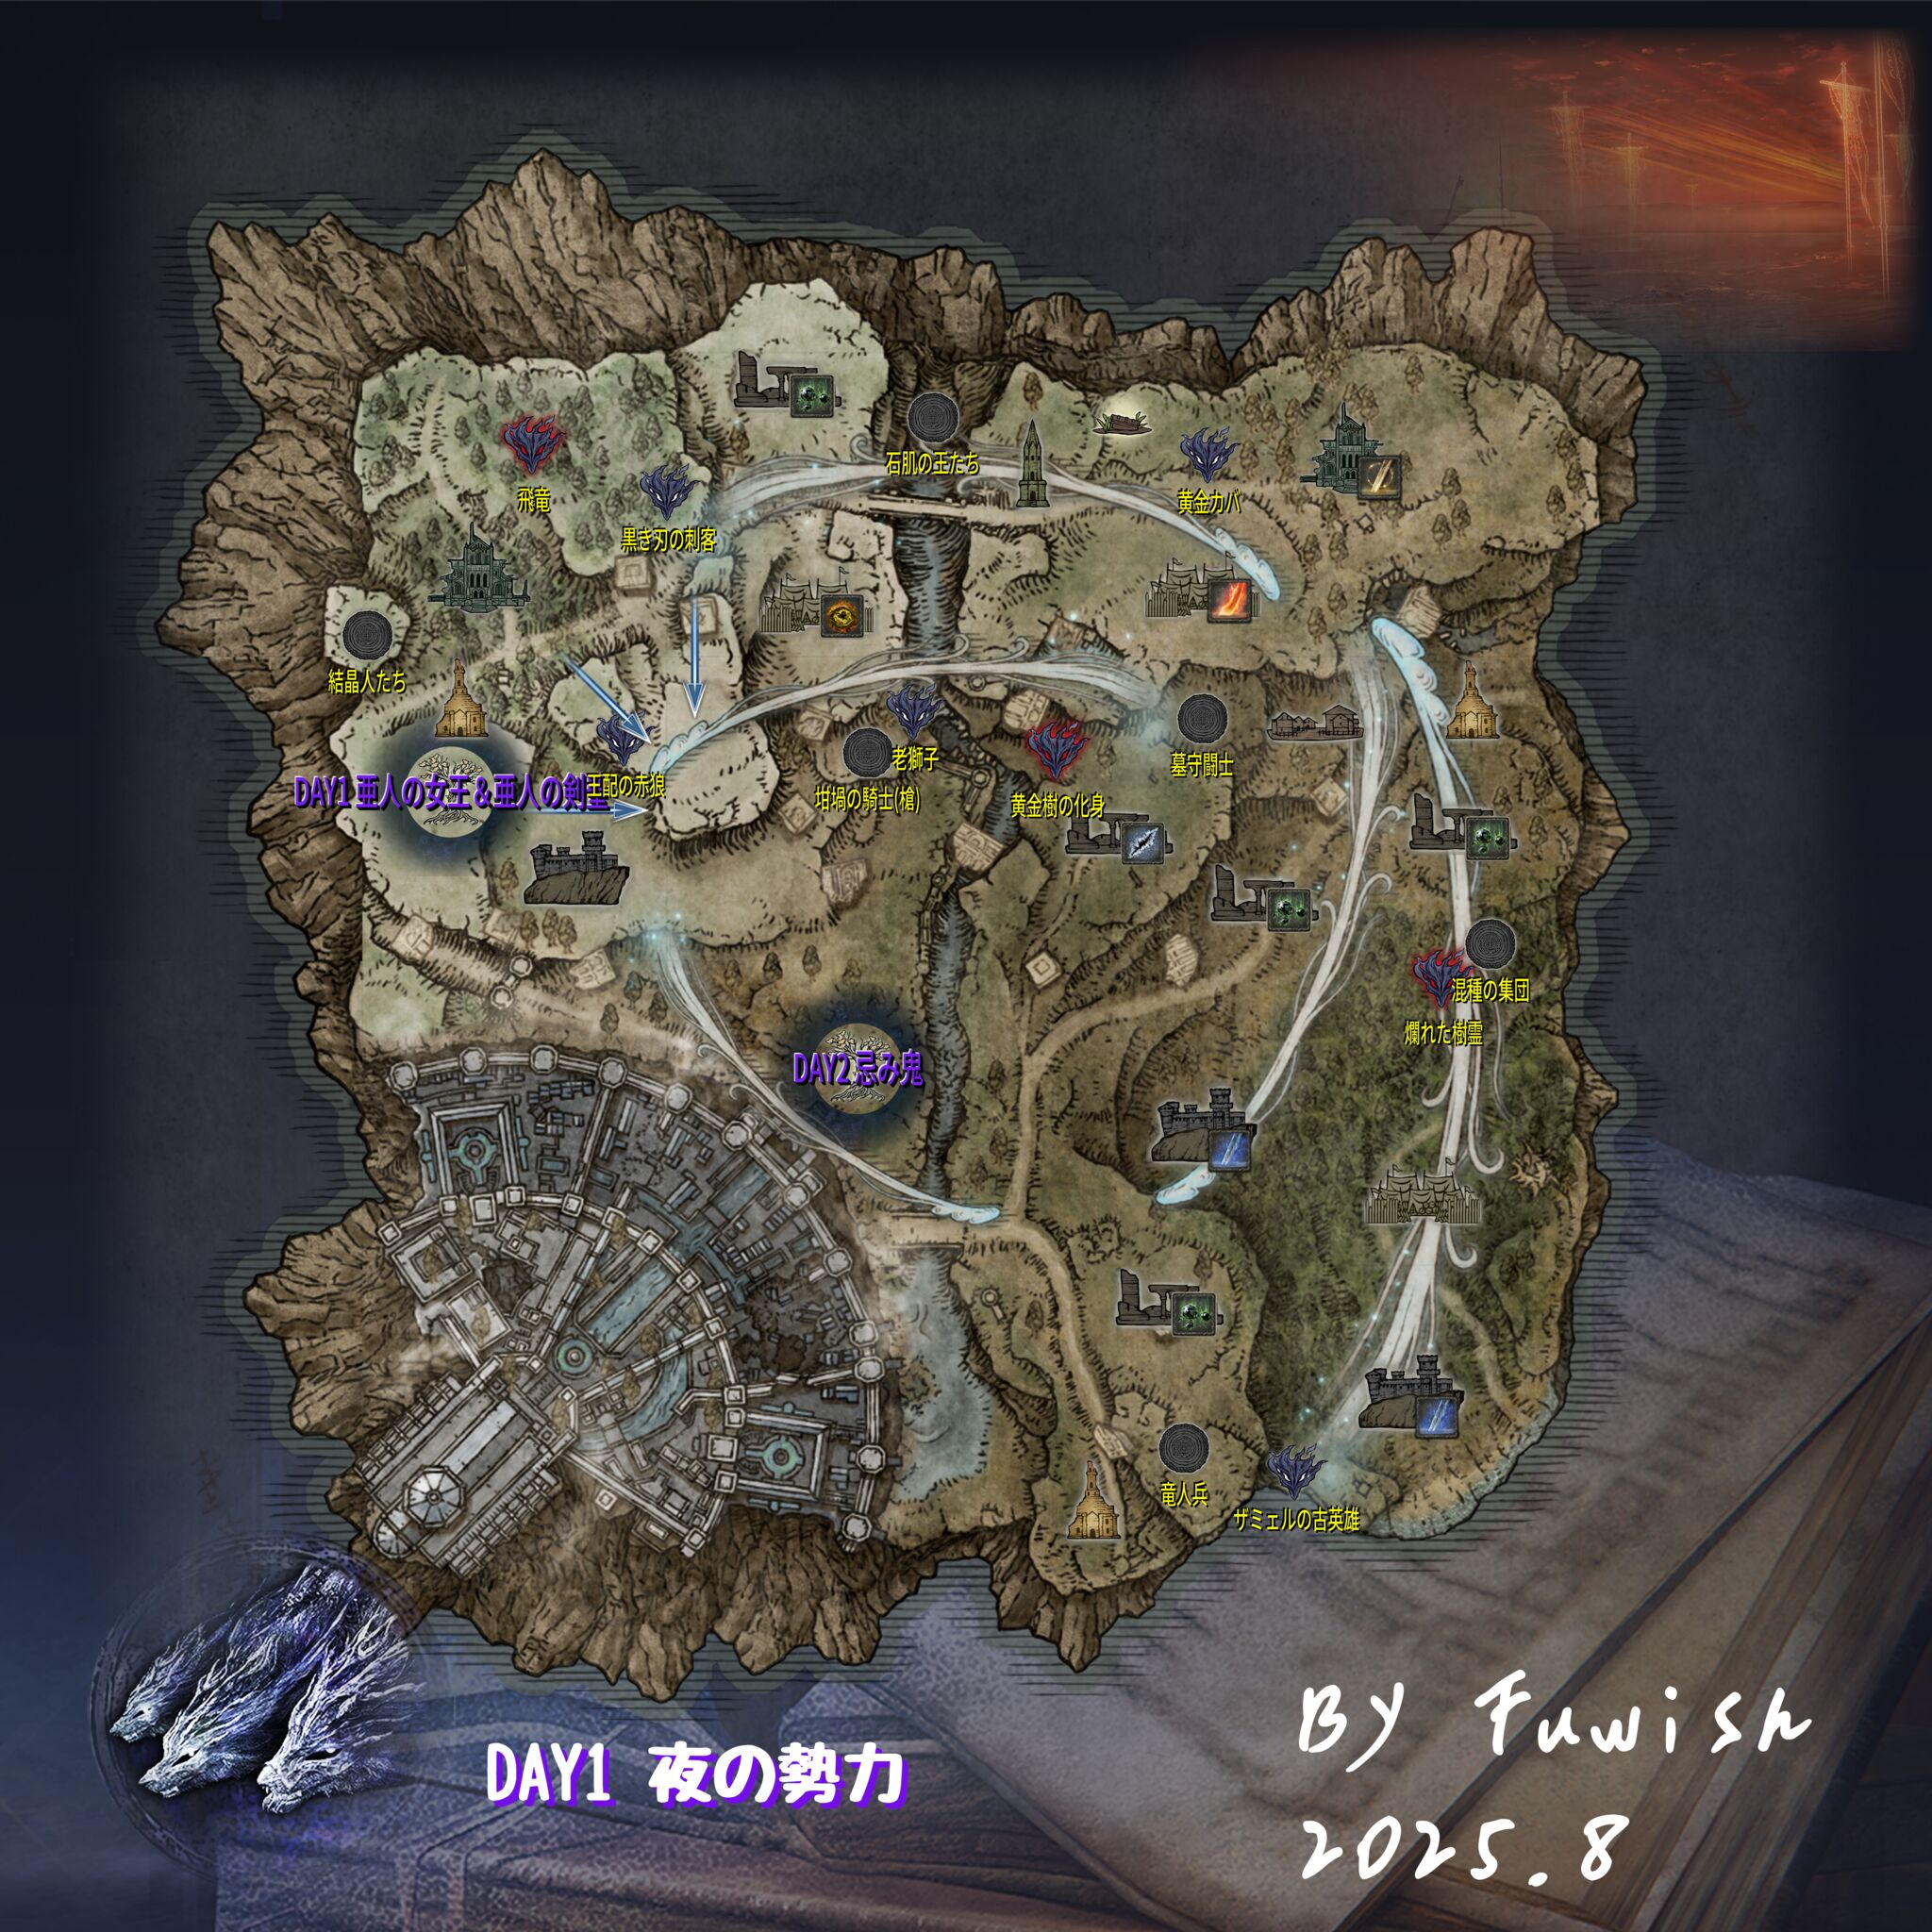 石肌の王たち
飛竜
黄金カバ
黒き刃の刺客
結晶人たち
老獅子
墓守闘士
DAY1 亜人の女王&亜人の剣聖
王配の赤狼
坩堝の騎士(槍)
黄金樹の化身
混種の集団
爛れた樹霊
DAY2 忌み鬼
竜人兵
ザミェルの古英雄
DAY1 夜の勢力
BY Fuwish
2025.8